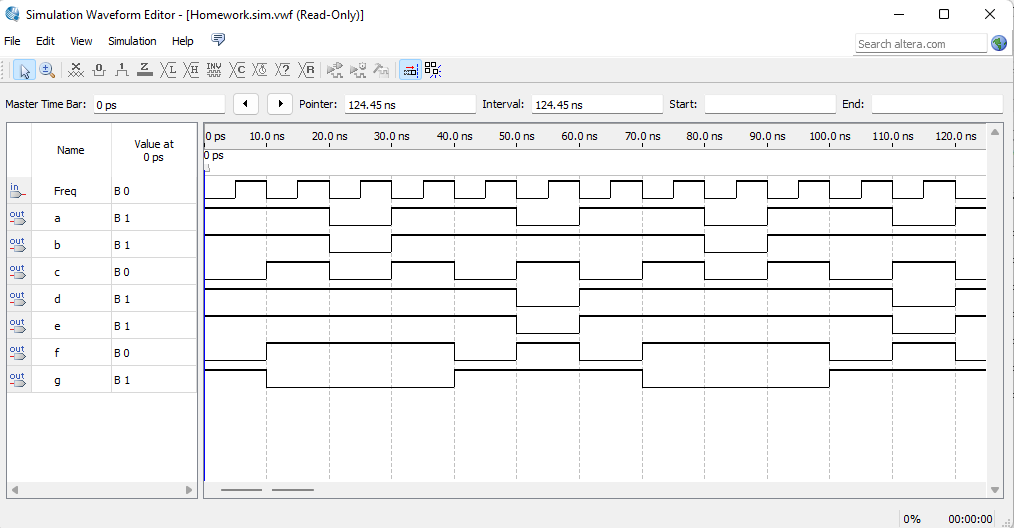 Simulation Waveform Editor - [Homework.sim.vwf (Read-Only)]
File Edit View Simulation Help
Search altera.com
Master Time Bar: 0 ps Pointer: 124.45 ns Interval: 124.45 ns Start: End:
Name
Value at
0 ps
0 ps 10.0 ns 20.0 ns 30.0 ns 40.0 ns 50.0 ns 60.0 ns 70.0 ns 80.0 ns 90.0 ns 100.0 ns 110.0 ns 120.0 ns
0 ps
in Freq B 0
out a B 1
out b B 1
out c B 0
out d B 1
out e B 1
out f B 0
out g B 1
0% 00:00:00